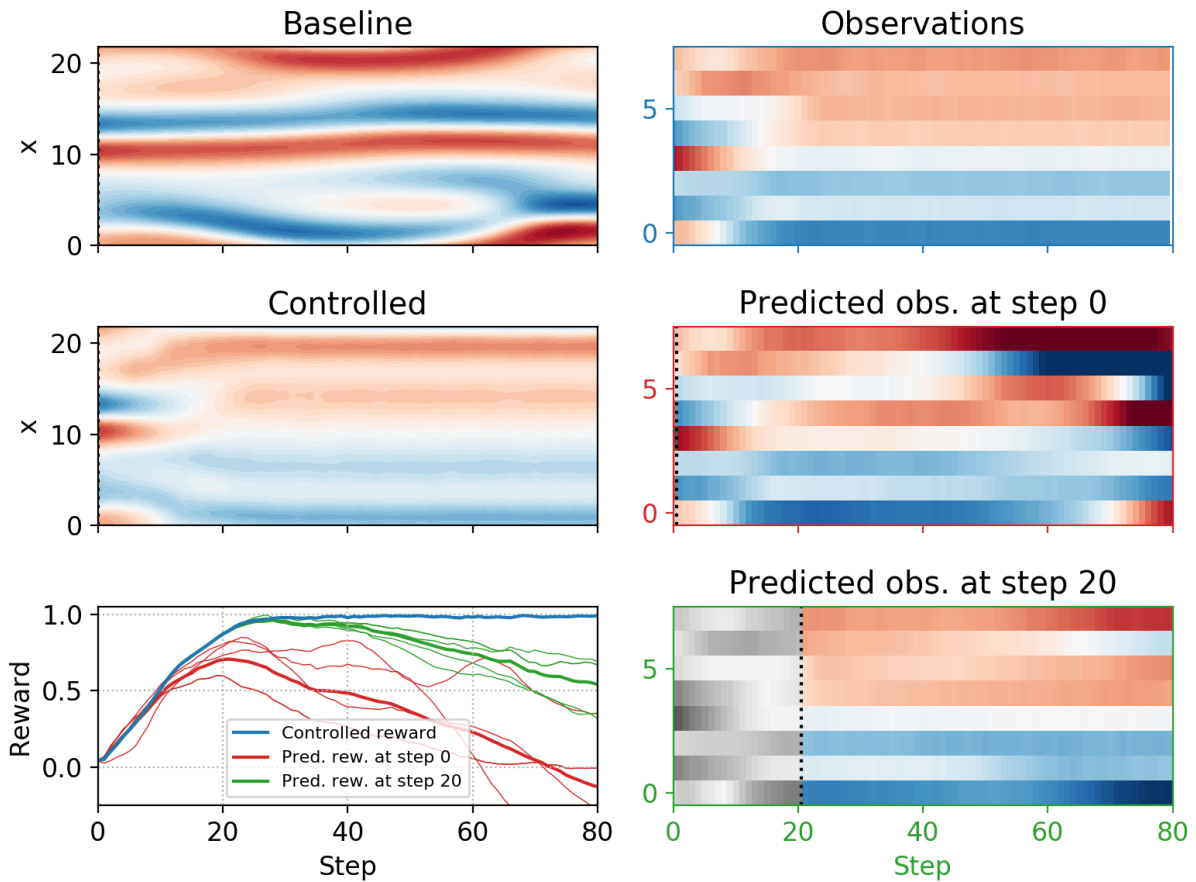 Baseline
20
10
0
x
Observations
5
0
Controlled
20
10
0
x
Predicted obs. at step 0
5
0
1.0
0.5
0.0
Reward
Controlled reward
Pred. rew. at step 0
Pred. rew. at step 20
0 20 40 60 80
Step
Predicted obs. at step 20
5
0
0 20 40 60 80
Step